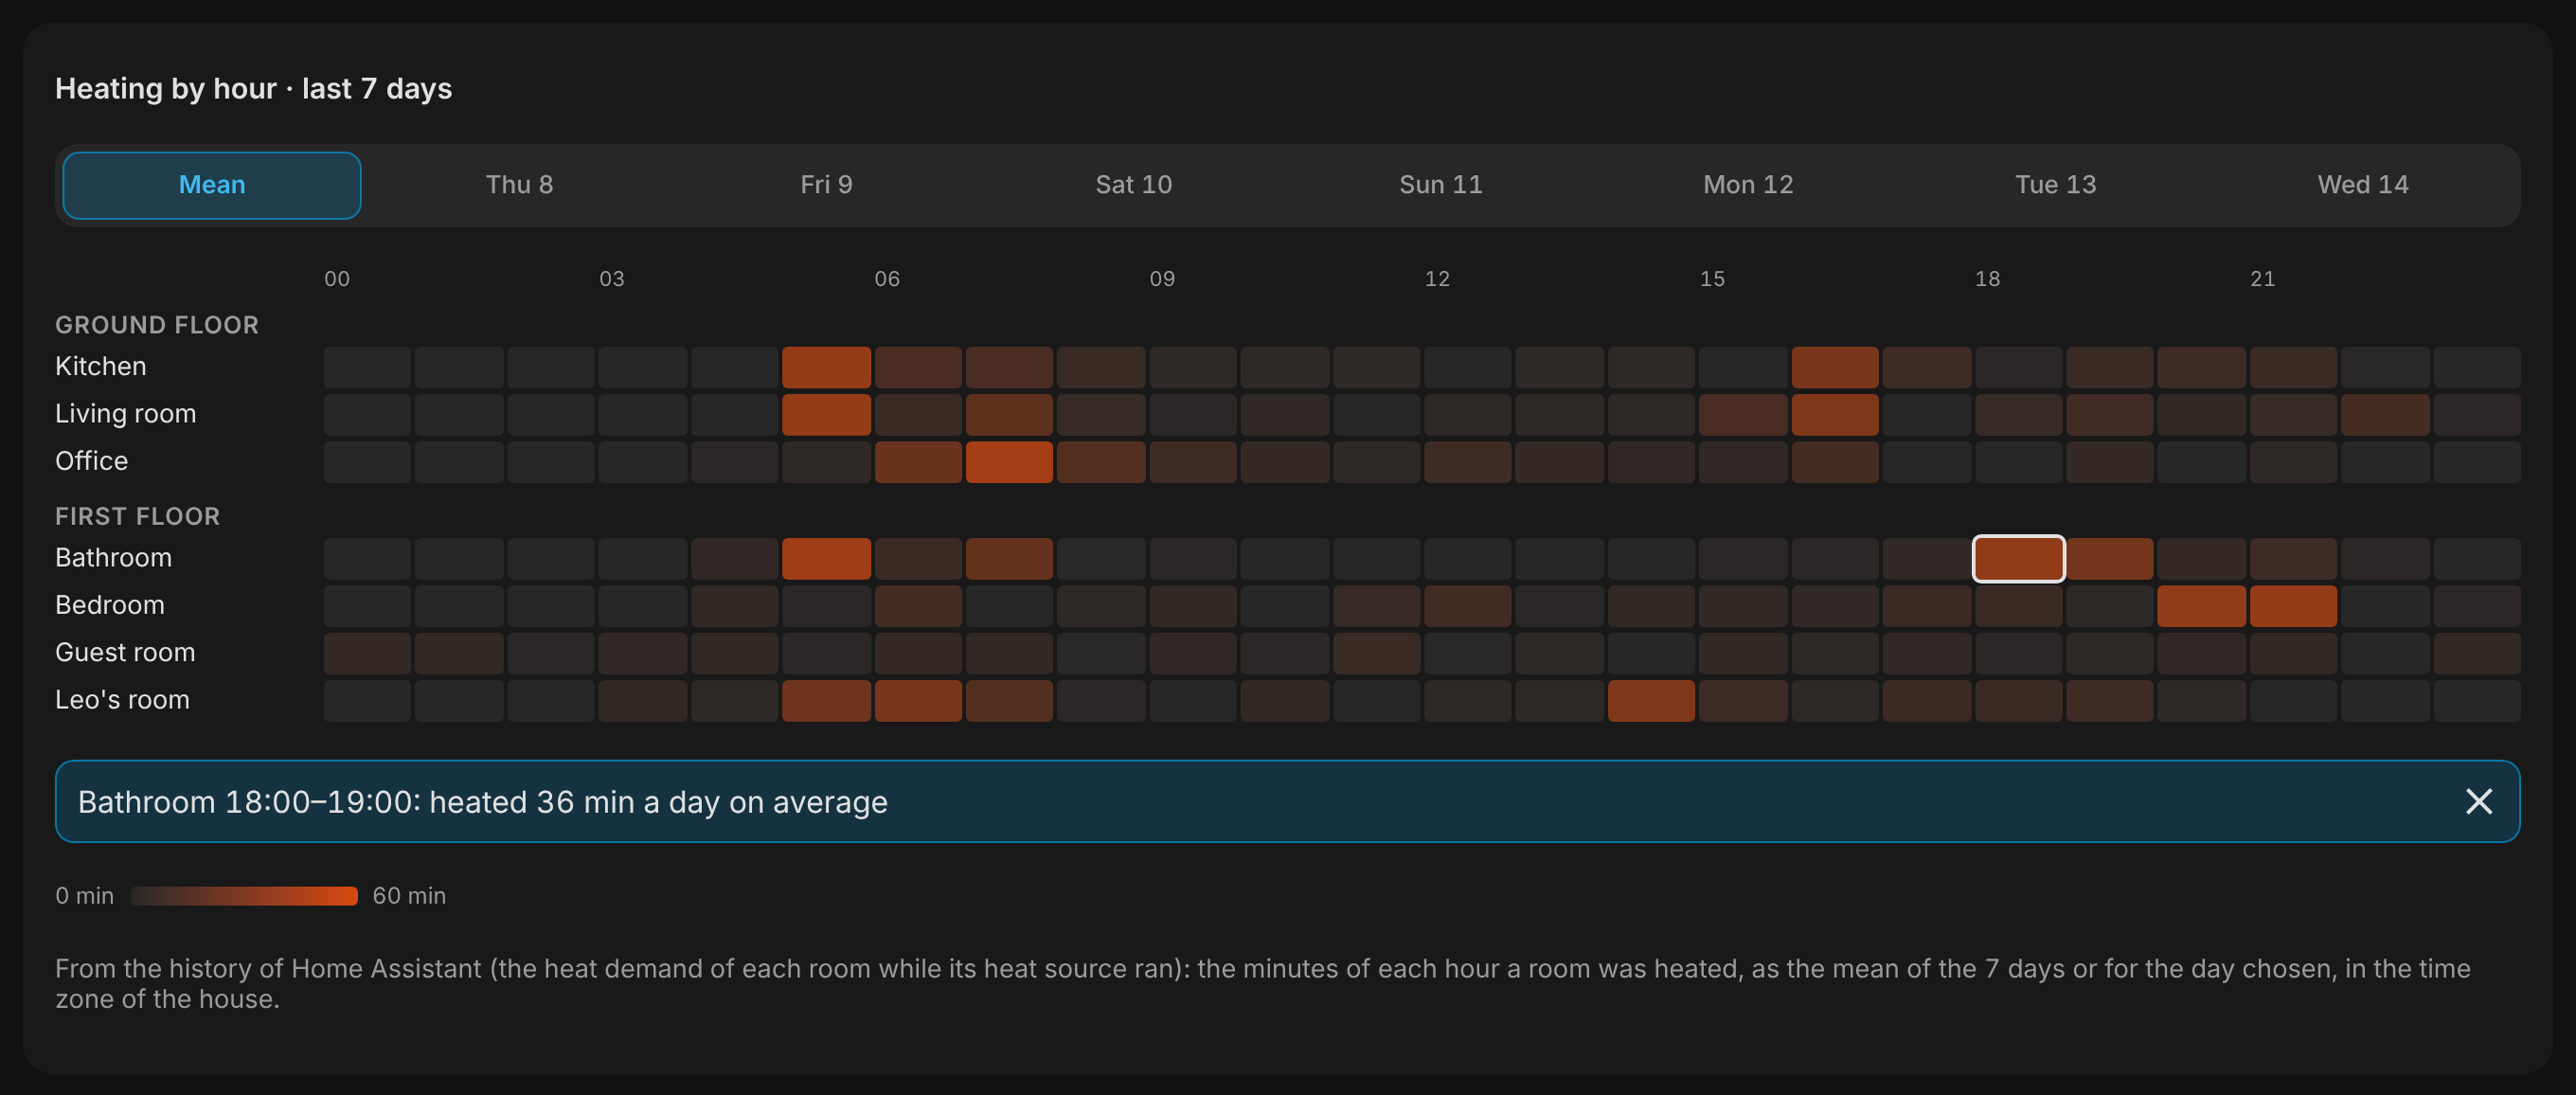 Heating by hour · last 7 days
Mean Thu 8 Fri 9 Sat 10 Sun 11 Mon 12 Tue 13 Wed 14
00 03 06 09 12 15 18 21
GROUND FLOOR
Kitchen
Living room
Office
FIRST FLOOR
Bathroom
Bedroom
Guest room
Leo's room
Bathroom 18:00–19:00: heated 36 min a day on average
0 min 60 min
From the history of Home Assistant (the heat demand of each room while its heat source ran): the minutes of each hour a room was heated, as the mean of the 7 days or for the day chosen, in the time
zone of the house.